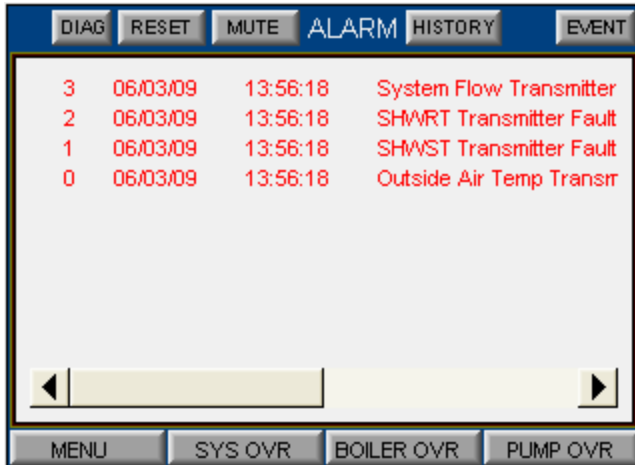 DIAG RESET MUTE ALARM HISTORY EVENT
3 06/03/09 13:56:18 System Flow Transmitter
2 06/03/09 13:56:18 SHWRT Transmitter Fault
1 06/03/09 13:56:18 SHWST Transmitter Fault
0 06/03/09 13:56:18 Outside Air Temp Transm
MENU SYS OVR BOILER OVR PUMP OVR